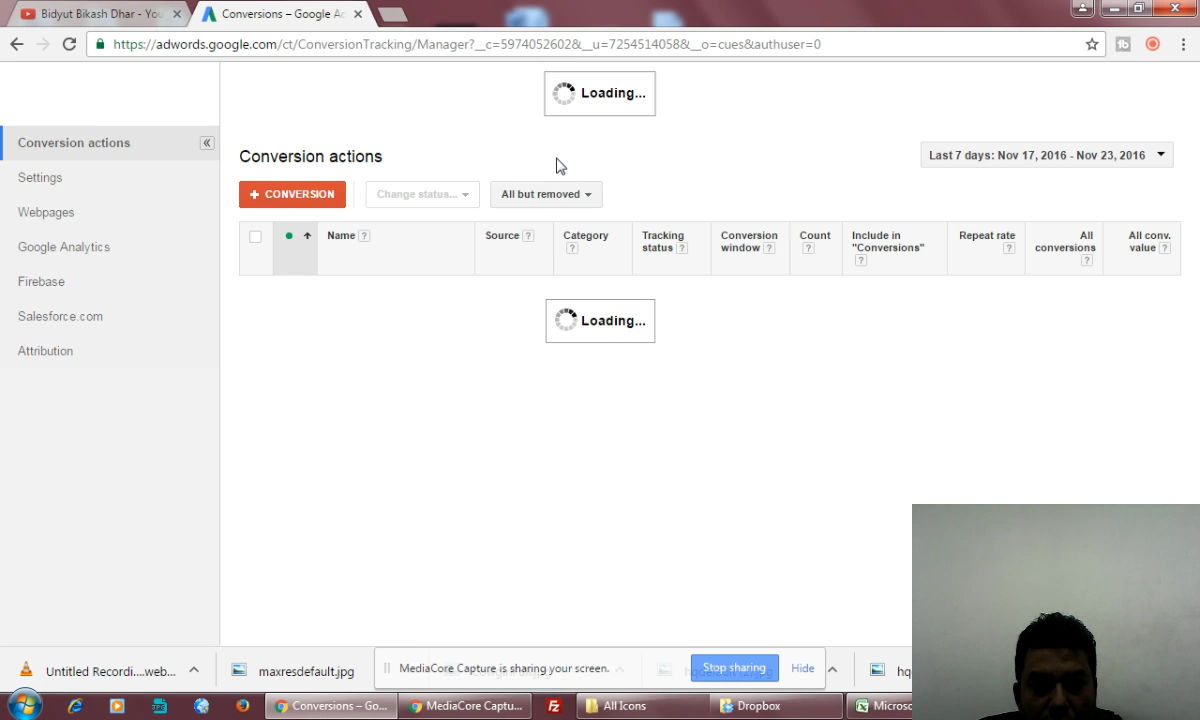 Bidyut Bikash Dhar - You
Conversions – Google Ac
https://adwords.google.com/ct/ConversionTracking/Manager?__c=5974052602&__u=7254514058&__o=cues&authuser=0
Loading...
Conversion actions
Settings
Webpages
Google Analytics
Firebase
Salesforce.com
Attribution
Conversion actions
Last 7 days: Nov 17, 2016 - Nov 23, 2016
+ CONVERSION
Change status...
All but removed
Name ?
Source ?
Category ?
Tracking status ?
Conversion window ?
Count ?
Include in "Conversions" ?
Repeat rate ?
All conversions ?
All conv. value ?
Loading...
Untitled Recordi....web...
maxresdefault.jpg
MediaCore Capture is sharing your screen.
Stop sharing
Hide
Conversions – Go...
MediaCore Captu...
All Icons
Dropbox
Microso